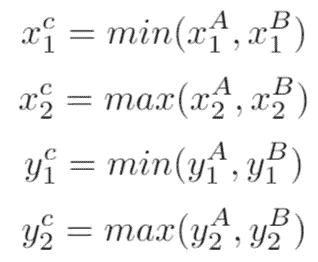 x_1^c = min(x_1^A, x_1^B)
x_2^c = max(x_2^A, x_2^B)
y_1^c = min(y_1^A, y_1^B)
y_2^c = max(y_2^A, y_2^B)